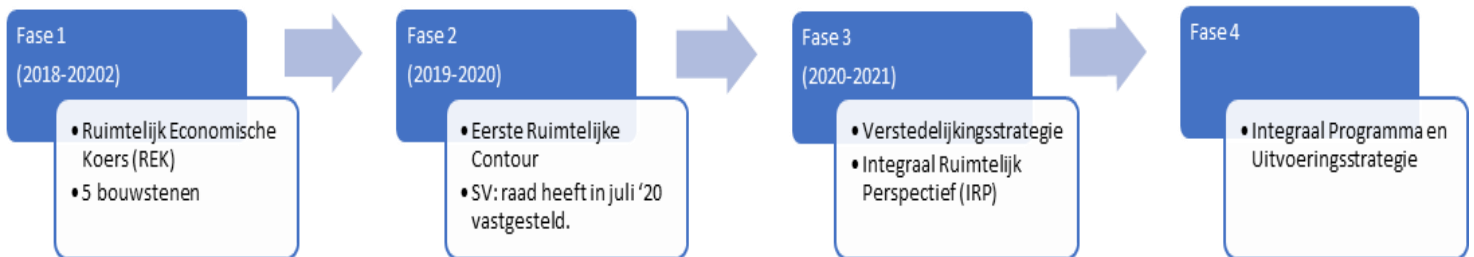 Fase 1
(2018-20202)
• Ruimtelijk Economische
Koers (REK)
• 5 bouwstenen
Fase 2
(2019-2020)
• Eerste Ruimtelijke
Contour
• SV: raad heeft in juli ‘20
vastgesteld.
Fase 3
(2020-2021)
• Verstedelijkingsstrategie
• Integraal Ruimtelijk
Perspectief (IRP)
Fase 4
• Integraal Programma en
Uitvoeringsstrategie